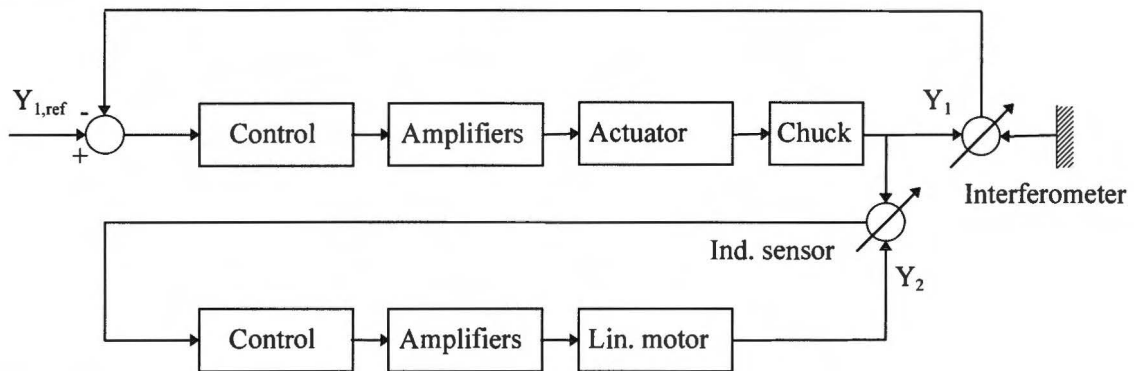 Y1,ref
-
+
Control
Amplifiers
Actuator
Chuck
Y1
Interferometer
Ind. sensor
Y2
Control
Amplifiers
Lin. motor